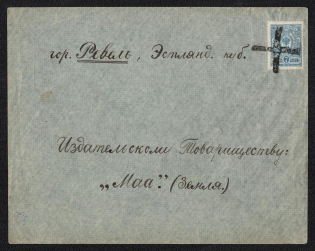 гор. Ревель, Эстлянд. губ.
Издательскому Товариществу:
„Маа“ (Земля.)